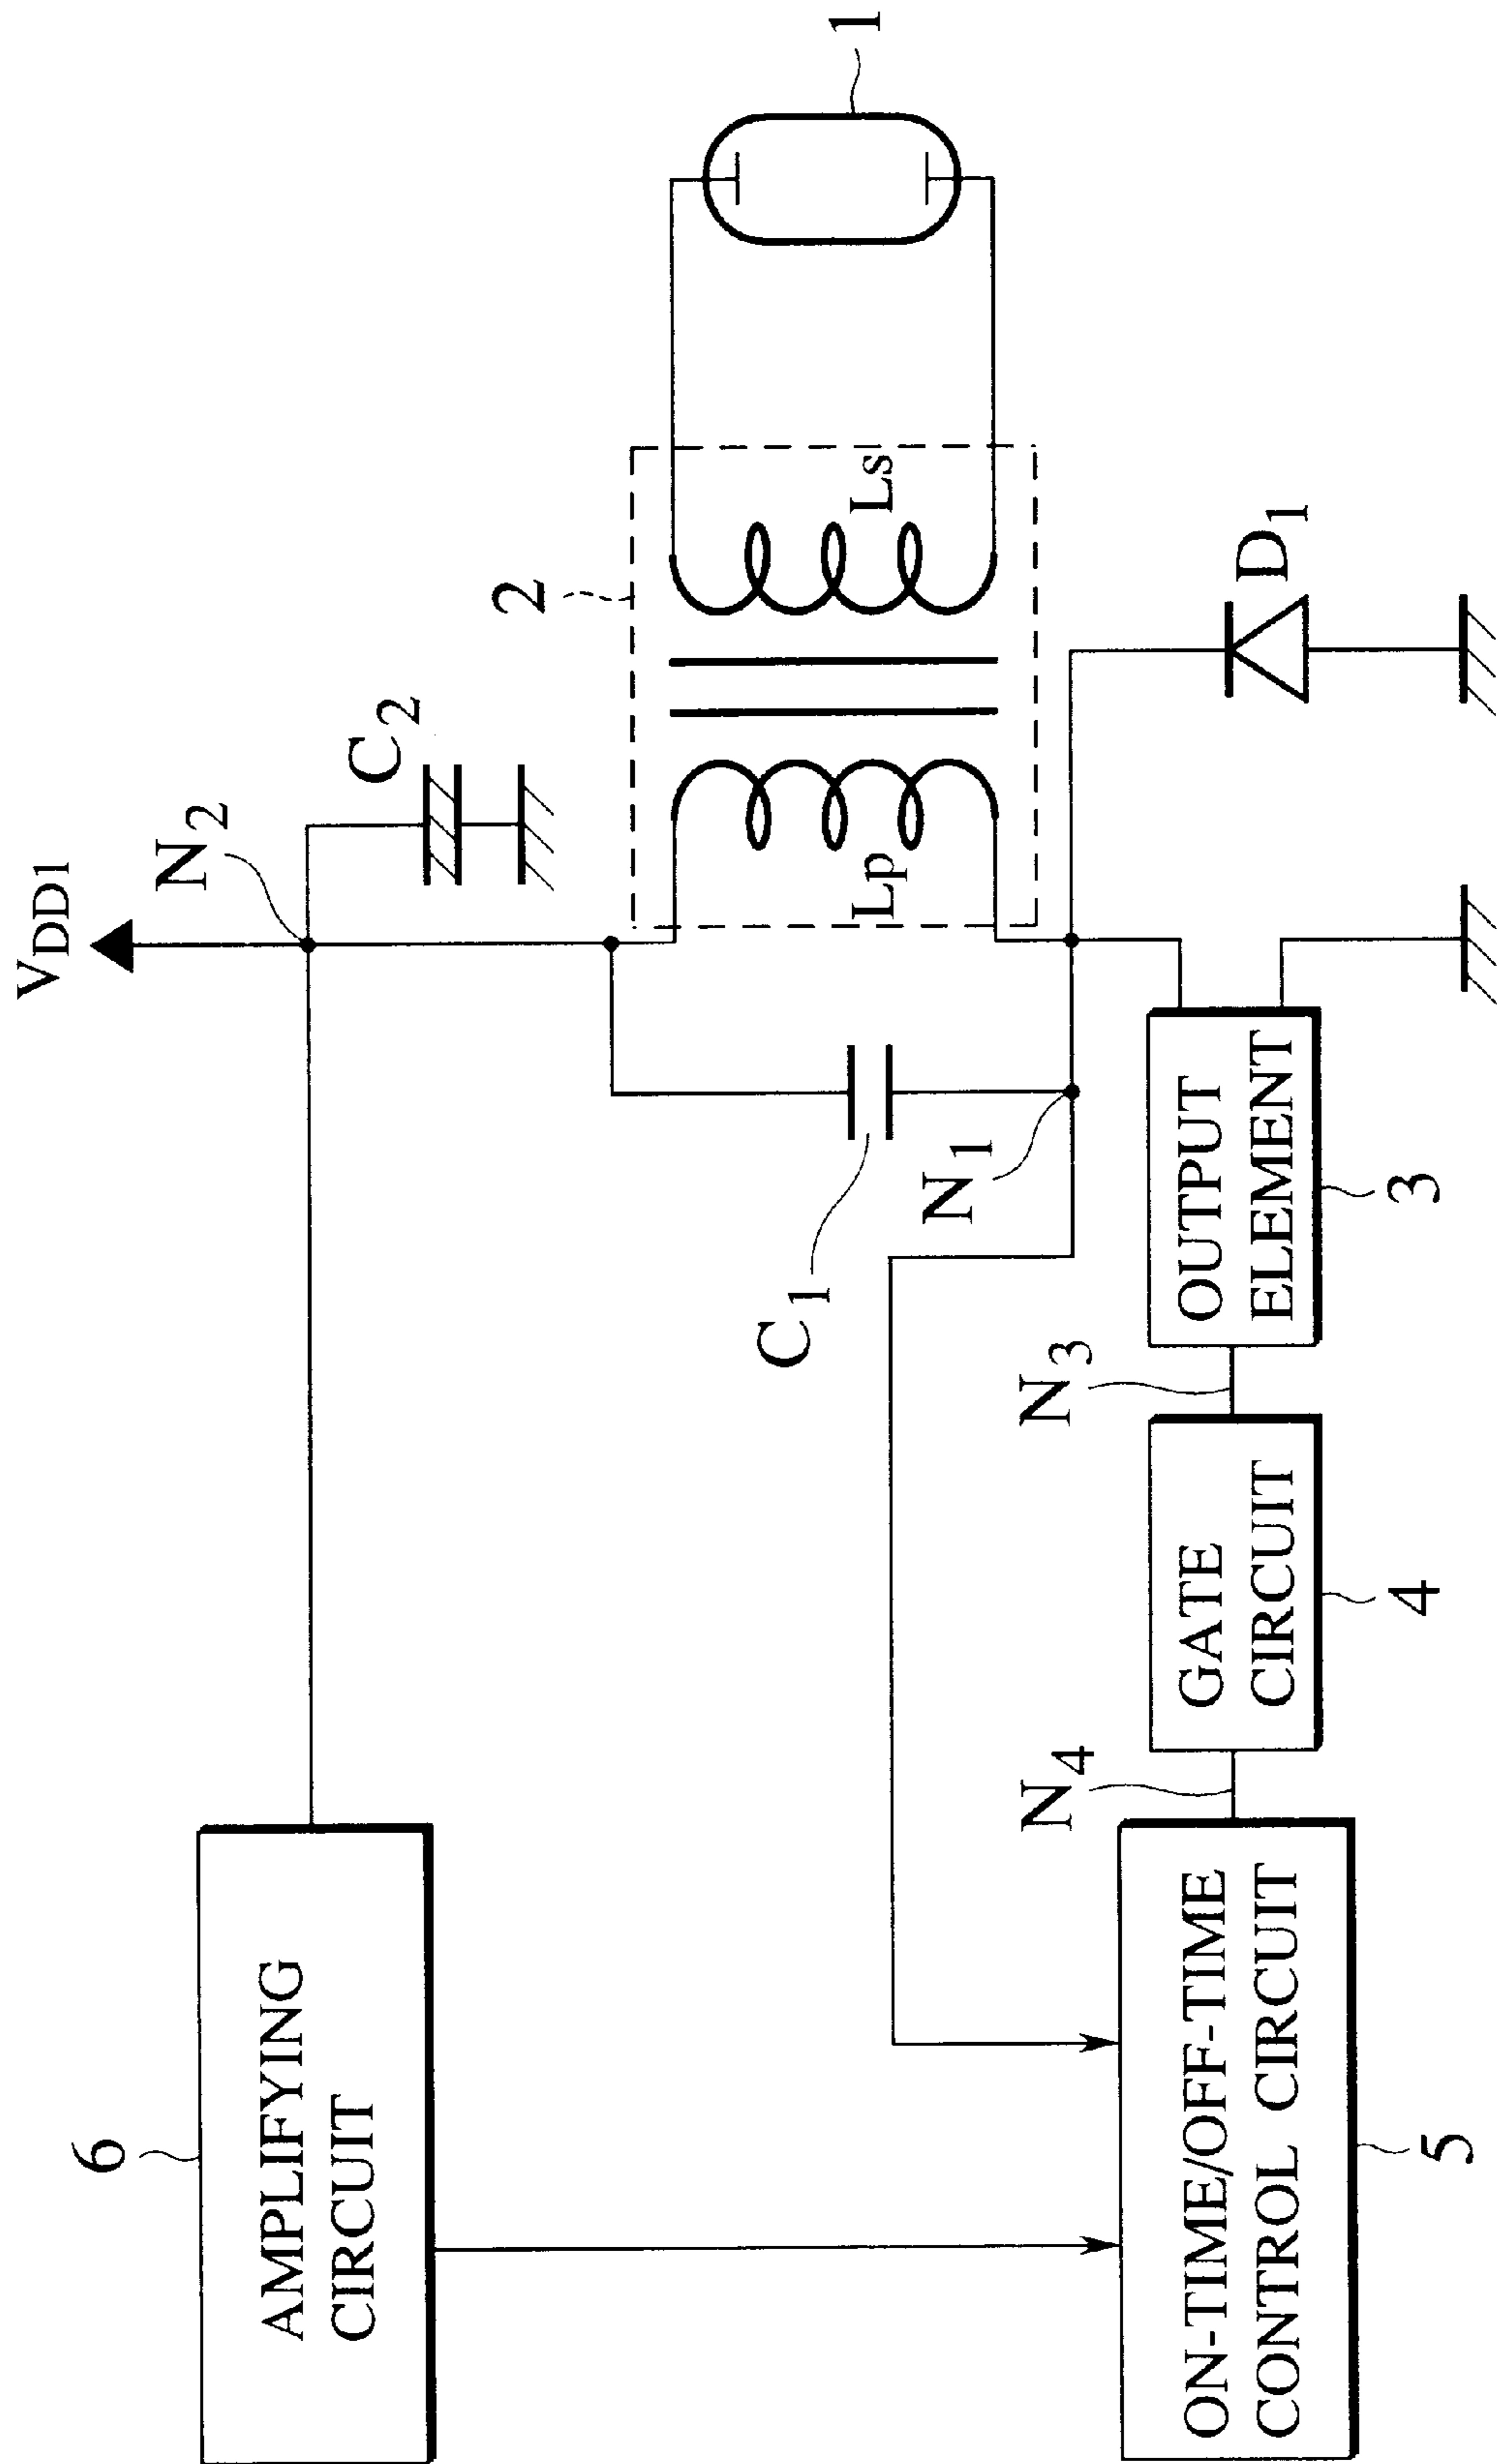 6
AMPLIFYING
CIRCUIT
VDD1
N2
C2
2
1
Lp
Ls
C1
N1
D1
N4
N3
ON-TIME/OFF-TIME
CONTROL CIRCUIT
5
GATE
CIRCUIT
4
OUTPUT
ELEMENT
3